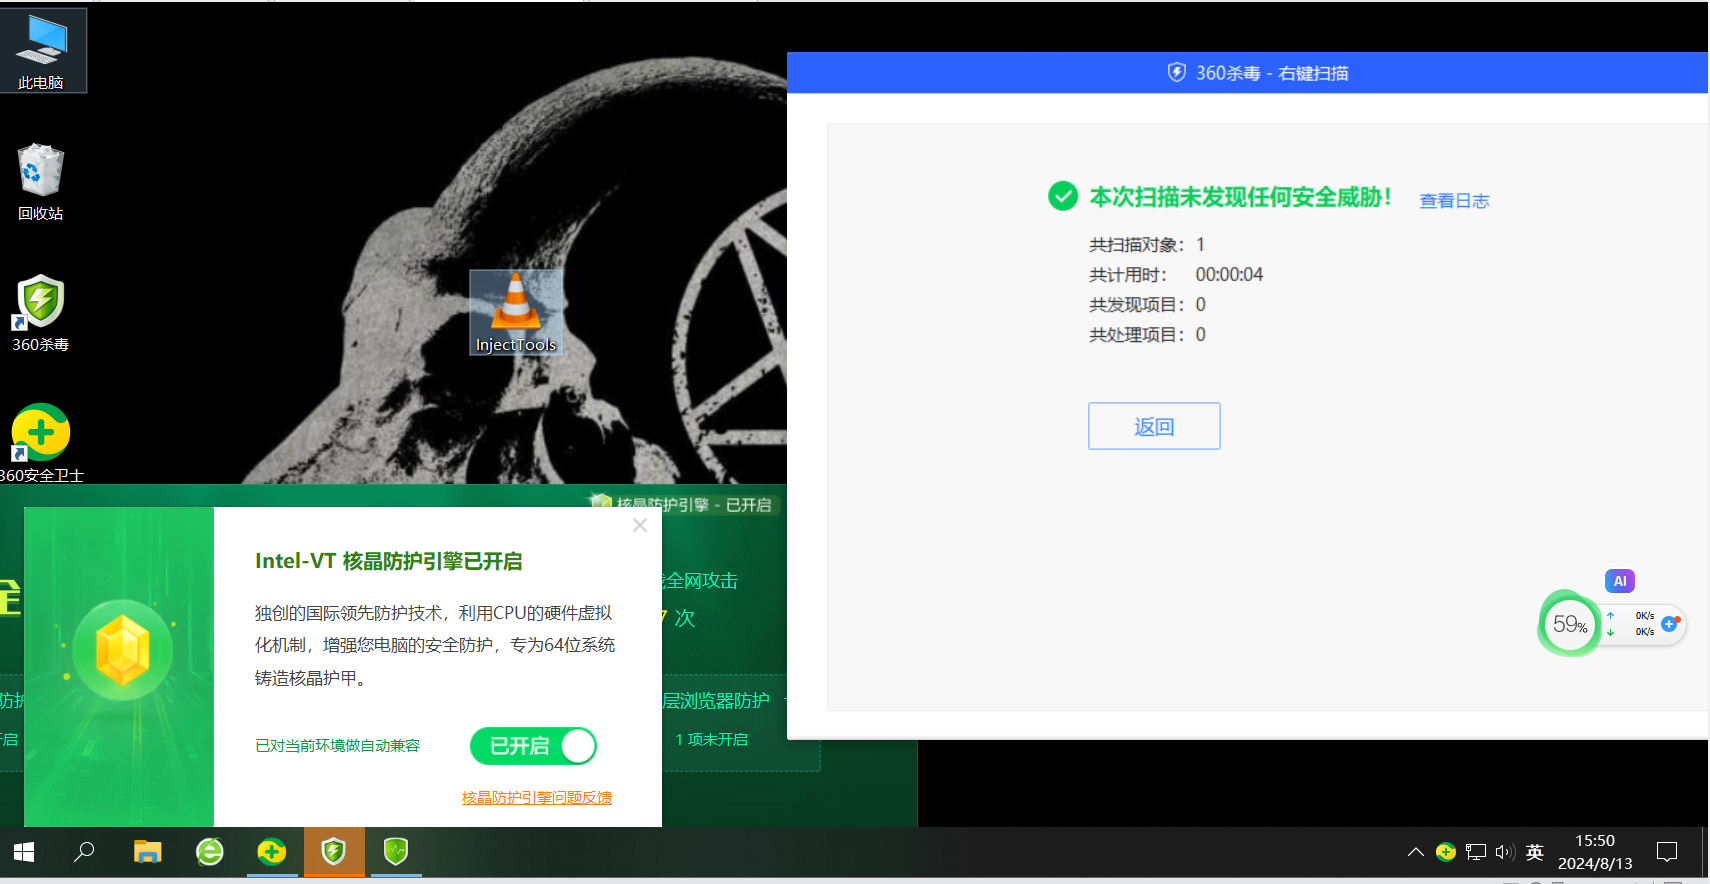 此电脑
回收站
360杀毒
360安全卫士
InjectTools
360杀毒 - 右键扫描
本次扫描未发现任何安全威胁！ 查看日志
共扫描对象： 1
共计用时： 00:00:04
共发现项目： 0
共处理项目： 0
返回
AI
59%
0K/s
0K/s
核晶防护引擎 - 已开启
Intel-VT 核晶防护引擎已开启
独创的国际领先防护技术，利用CPU的硬件虚拟
化机制，增强您电脑的安全防护，专为64位系统
铸造核晶护甲。
已对当前环境做自动兼容
已开启
核晶防护引擎问题反馈
全
全网攻击
7 次
防护
开启
层浏览器防护
1 项未开启
英
15:50
2024/8/13